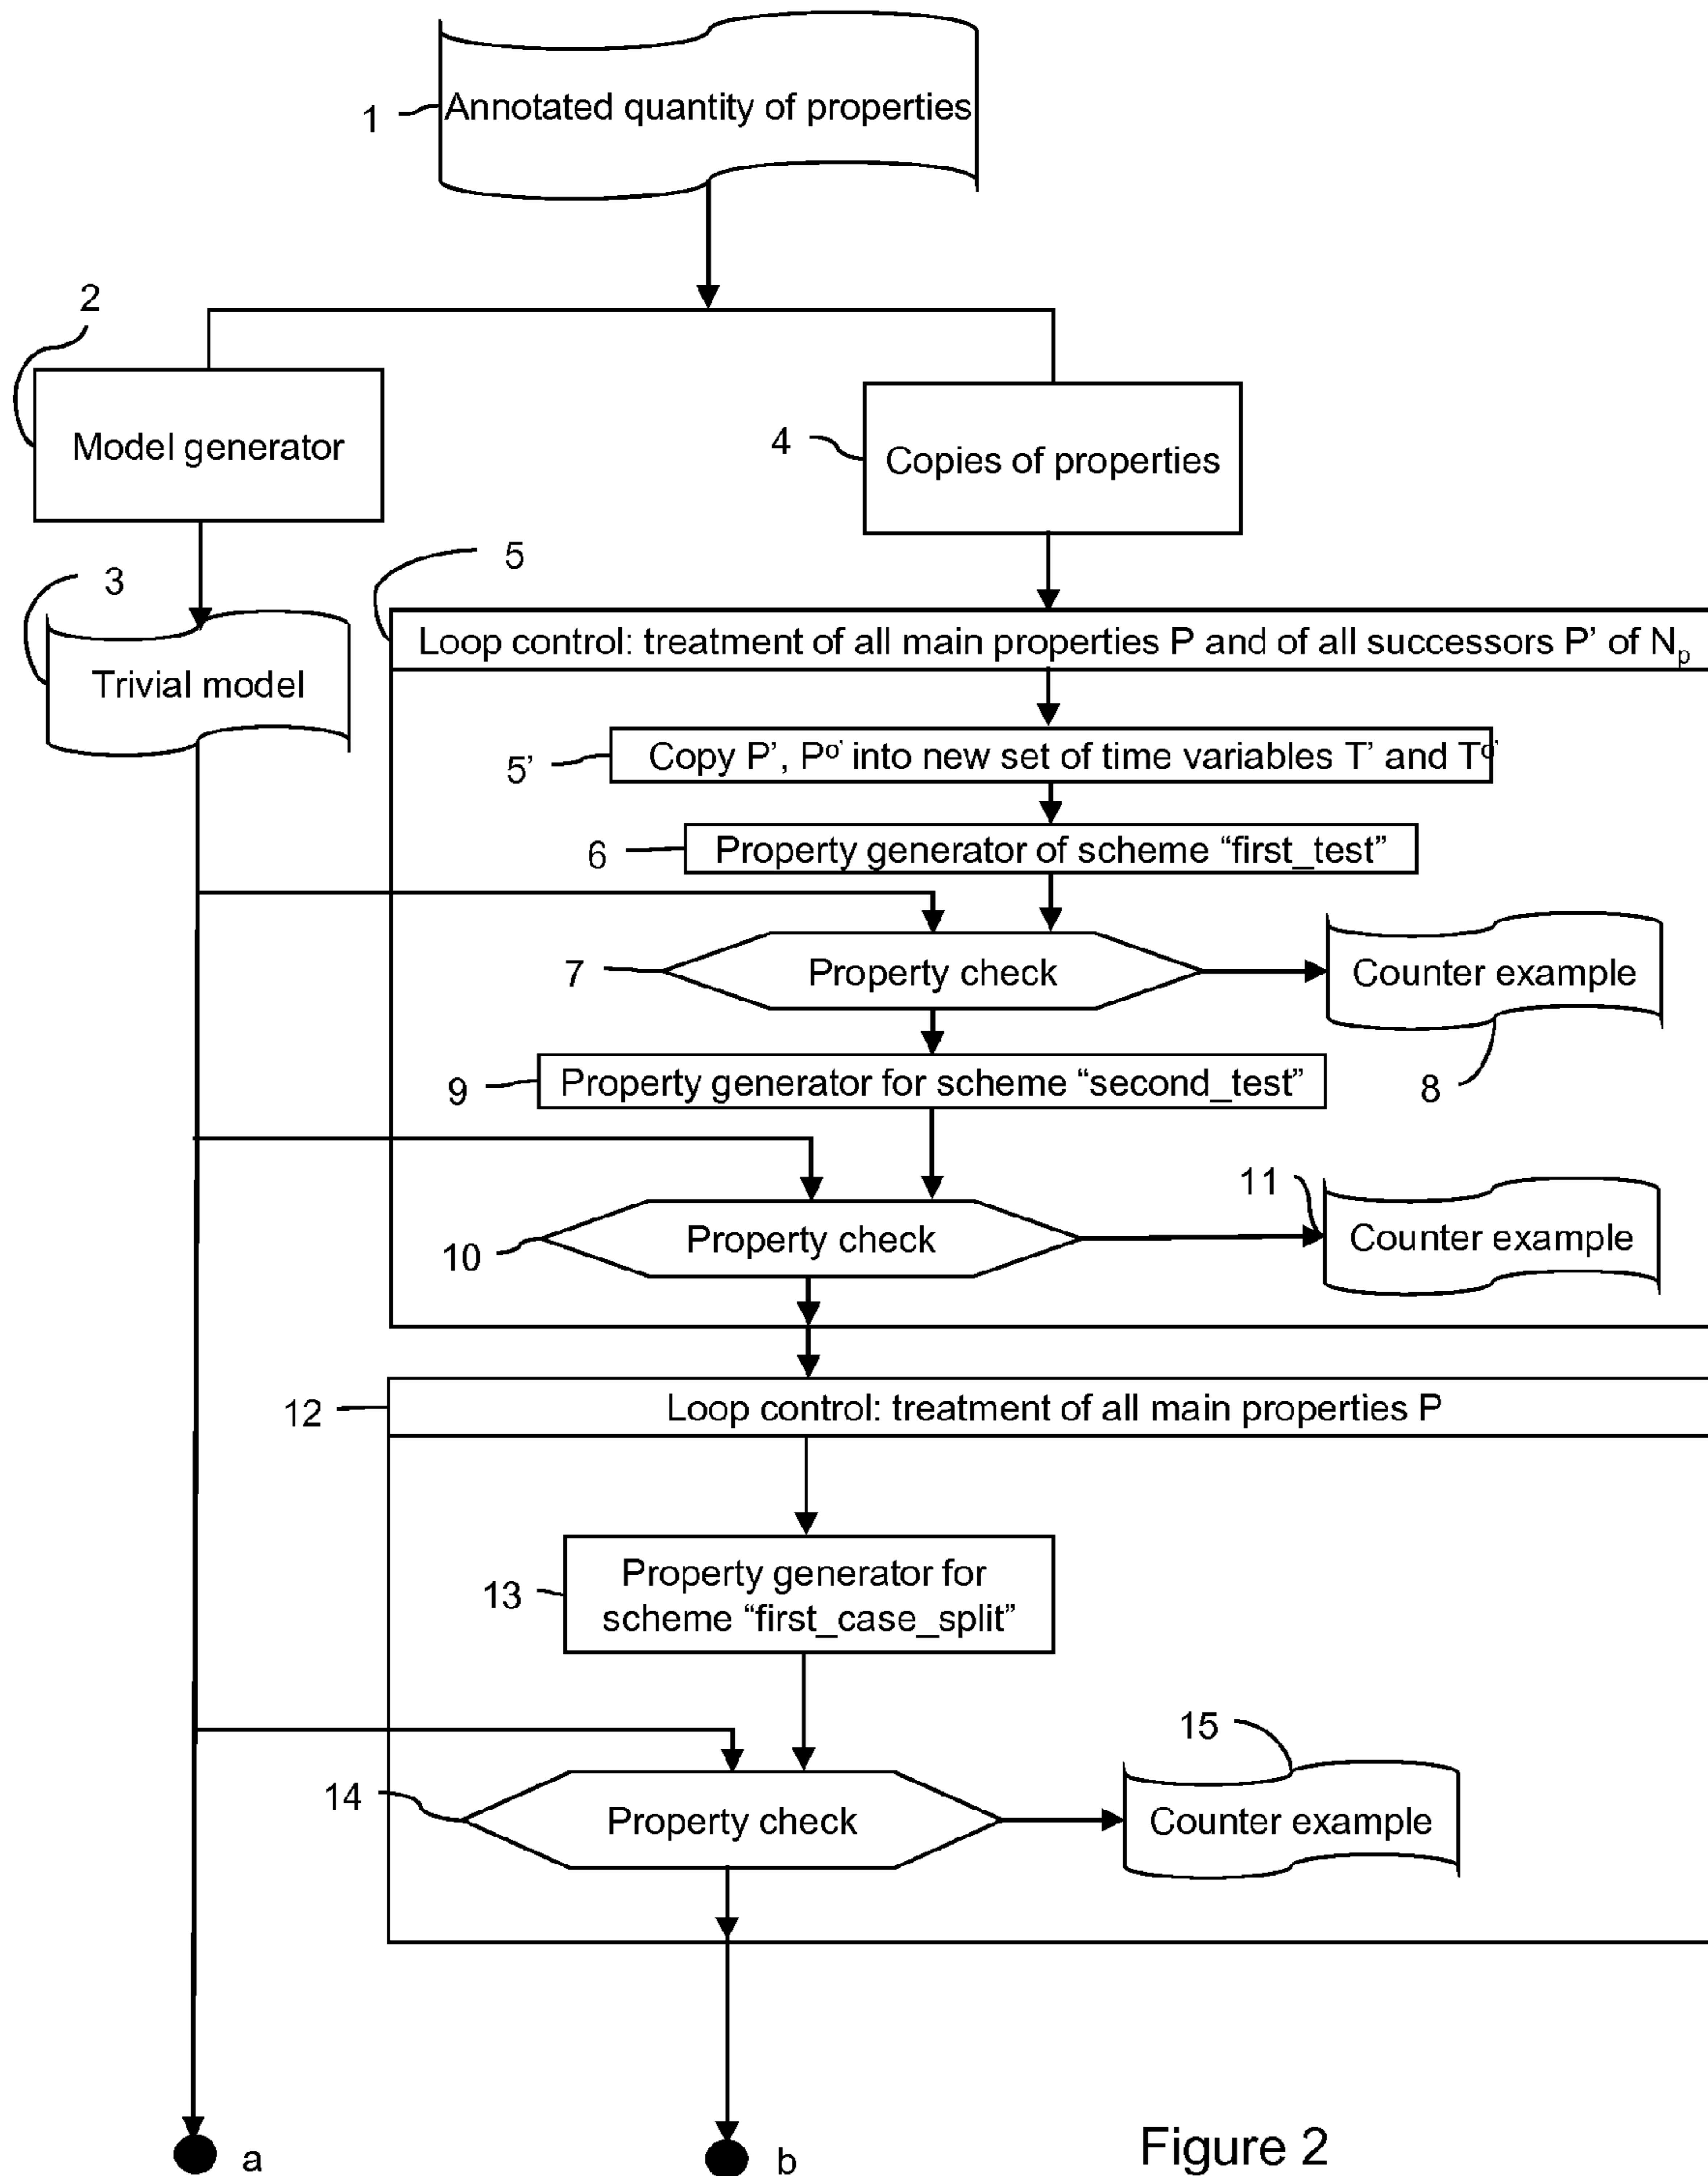 1
Annotated quantity of properties
2
Model generator
4
Copies of properties
3
Trivial model
5
Loop control: treatment of all main properties P and of all successors P’ of Np
5’
Copy P’, Pº’ into new set of time variables T’ and Tº’
6
Property generator of scheme “first_test”
7
Property check
Counter example
8
9
Property generator for scheme “second_test”
10
Property check
11
Counter example
12
Loop control: treatment of all main properties P
13
Property generator for
scheme “first_case_split”
14
Property check
15
Counter example
a
b
Figure 2